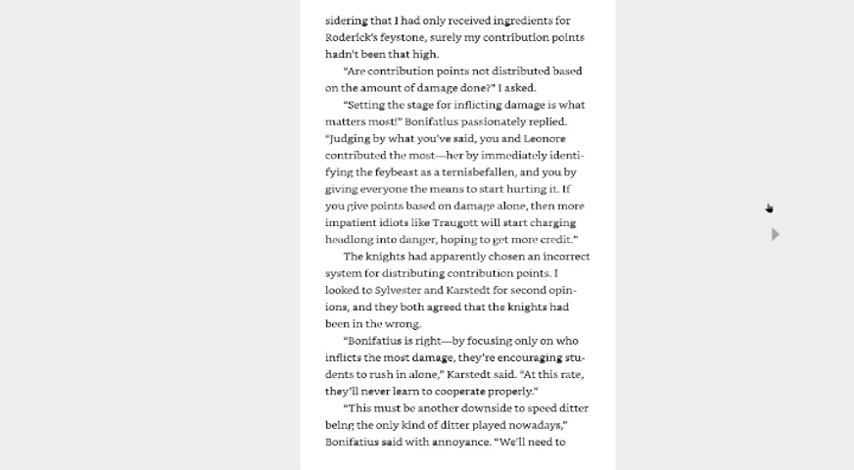 sidering that I had only received ingredients for
Roderick's feystone, surely my contribution points
hadn't been that high.
“Are contribution points not distributed based
on the amount of damage done?” I asked.
“Setting the stage for inflicting damage is what
matters most!” Bonifatius passionately replied.
“Judging by what you've said, you and Leonore
contributed the most—her by immediately identi-
fying the feybeast as a ternisbefallen, and you by
giving everyone the means to start hurting it. If
you give points based on damage alone, then more
impatient idiots like Traugott will start charging
headlong into danger, hoping to get more credit.”
The knights had apparently chosen an incorrect
system for distributing contribution points. I
looked to Sylvester and Karstedt for second opin-
ions, and they both agreed that the knights had
been in the wrong.
“Bonifatius is right—by focusing only on who
inflicts the most damage, they're encouraging stu-
dents to rush in alone,” Karstedt said. “At this rate,
they'll never learn to cooperate properly.”
“This must be another downside to speed ditter
being the only kind of ditter played nowadays,”
Bonifatius said with annoyance. “We'll need to